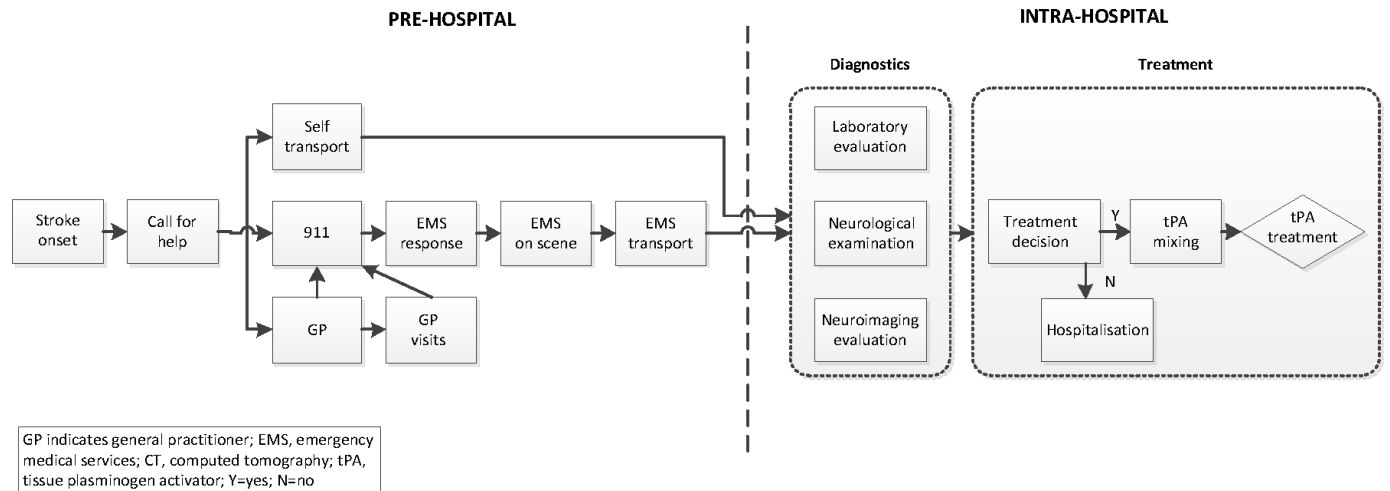 PRE-HOSPITAL
INTRA-HOSPITAL
Diagnostics
Treatment
Self
transport
Laboratory
evaluation
Stroke
onset
Call for
help
911
EMS
response
EMS
on scene
EMS
transport
Neurological
examination
Treatment
decision
Y
tPA
mixing
tPA
treatment
N
GP
GP
visits
Neuroimaging
evaluation
Hospitalisation
GP indicates general practitioner; EMS, emergency
medical services; CT, computed tomography; tPA,
tissue plasminogen activator; Y=yes; N=no